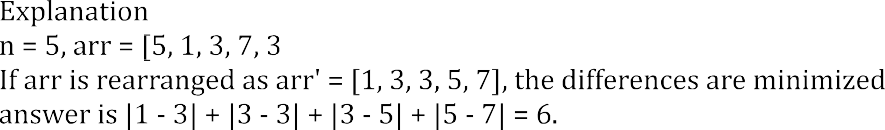 Explanation
n = 5, arr = [5, 1, 3, 7, 3
If arr is rearranged as arr' = [1, 3, 3, 5, 7], the differences are minimized
answer is |1 - 3| + |3 - 3| + |3 - 5| + |5 - 7| = 6.